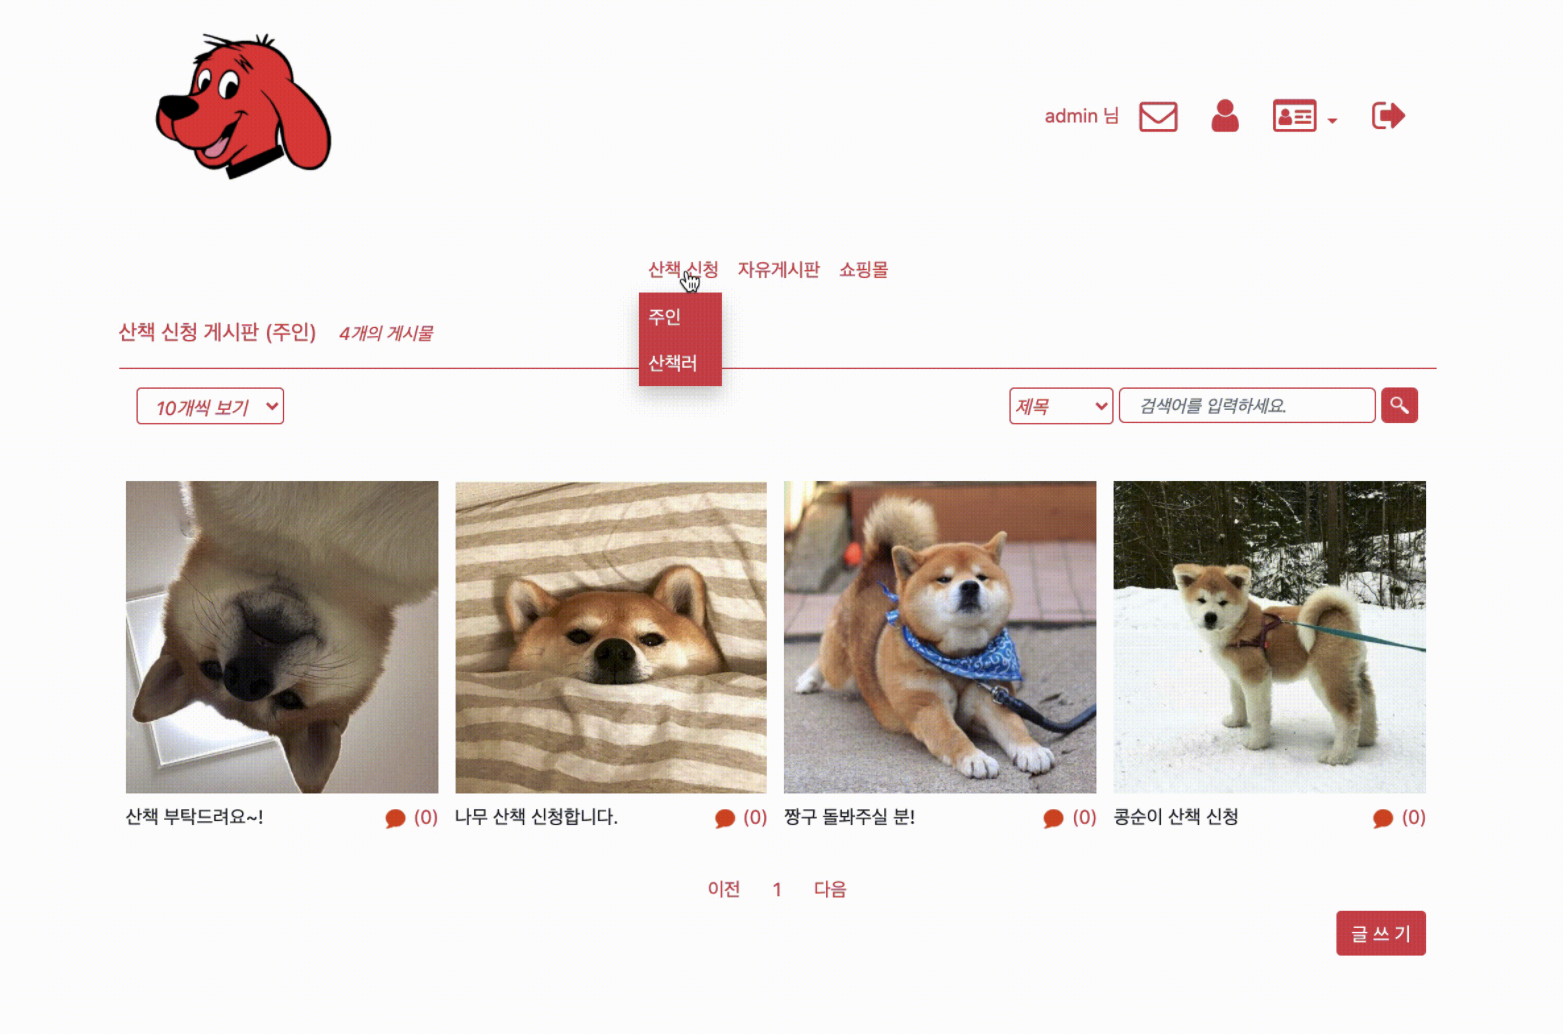 admin 님
산책 신청 자유게시판 쇼핑몰
주인
산책러
산책 신청 게시판 (주인) 4개의 게시물
10개씩 보기 제목 검색어를 입력하세요.
산책 부탁드려요~! (0) 나무 산책 신청합니다. (0) 짱구 돌봐주실 분! (0) 콩순이 산책 신청 (0)
이전 1 다음
글 쓰 기